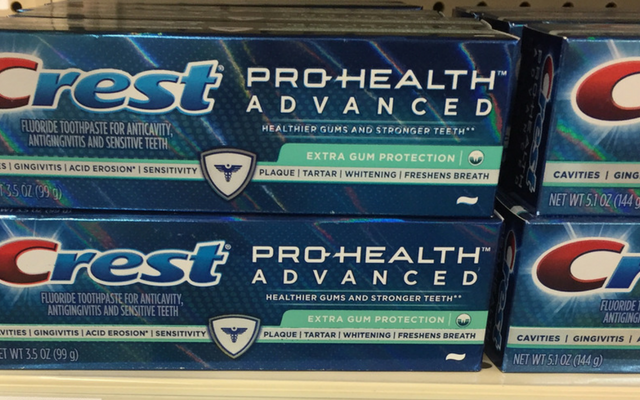 Crest
PRO-HEALTH™
ADVANCED
FLUORIDE TOOTHPASTE FOR ANTICAVITY,
ANTIGINGIVITIS AND SENSITIVE TEETH
HEALTHIER GUMS AND STRONGER TEETH**
EXTRA GUM PROTECTION
GINGIVITIS | ACID EROSION* | SENSITIVITY
PLAQUE | TARTAR | WHITENING | FRESHENS BREATH
3.5 OZ (99 g)
CAVITIES |
NET WT 5.1 OZ (144 g
Crest®
PRO-HEALTH™
ADVANCED
FLUORIDE TOOTHPASTE FOR ANTICAVITY,
ANTIGINGIVITIS AND SENSITIVE TEETH
HEALTHIER GUMS AND STRONGER TEETH**
EXTRA GUM PROTECTION
| GINGIVITIS | ACID EROSION* | SENSITIVITY
PLAQUE | TARTAR | WHITENING | FRESHENS BREATH
WT 3.5 OZ (99 g)
FLUORIDE
CAVITIES | GINGIVITIS |
NET WT 5.1 OZ (144 g)